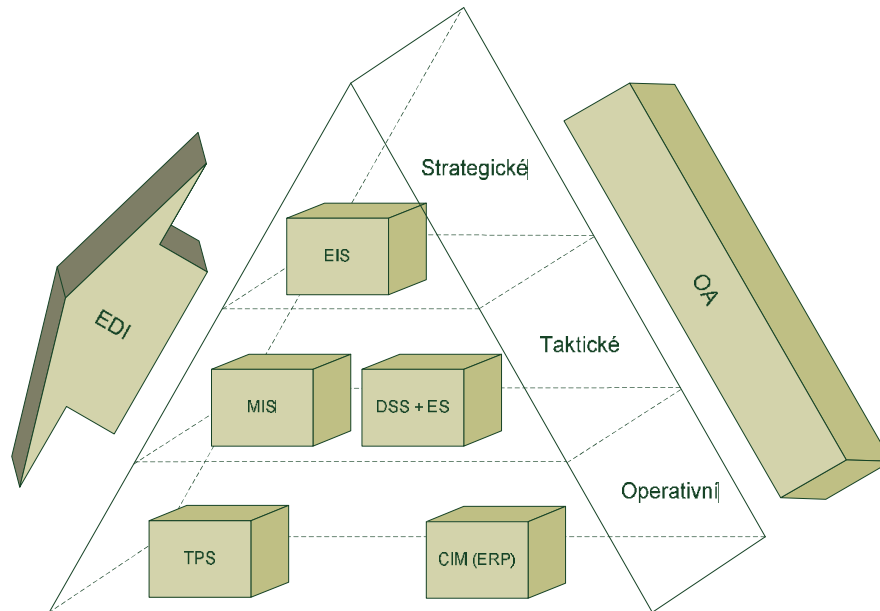 Strategické
EIS
EDI
OA
Taktické
MIS
DSS + ES
Operativní
TPS
CIM (ERP)